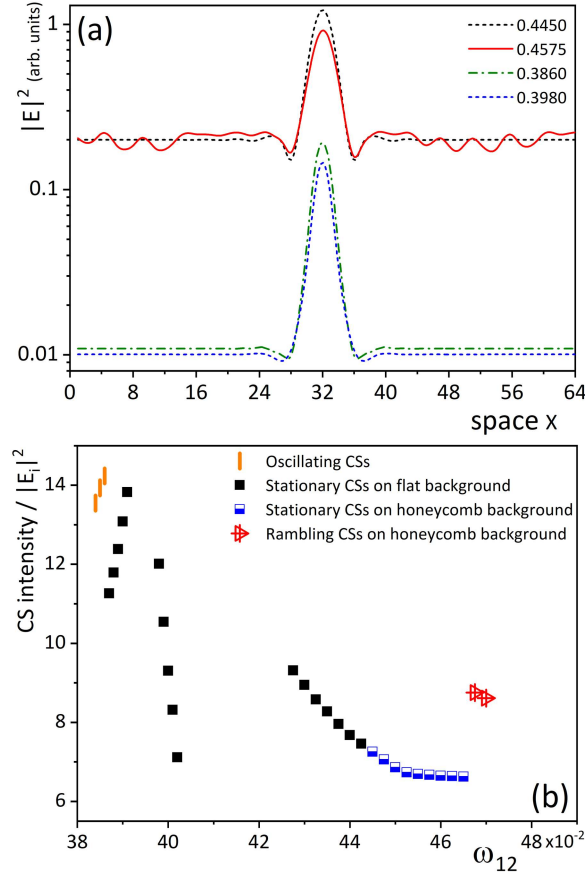 (a)
|E|² (arb. units)
0.4450
0.4575
0.3860
0.3980
1
0.1
0.01
0 8 16 24 32 40 48 56 64
space x
(b)
CS intensity / |Eᵢ|²
Oscillating CSs
Stationary CSs on flat background
Stationary CSs on honeycomb background
Rambling CSs on honeycomb background
14
12
10
8
6
38 40 42 44 46 48 ×10⁻²
ω₁₂